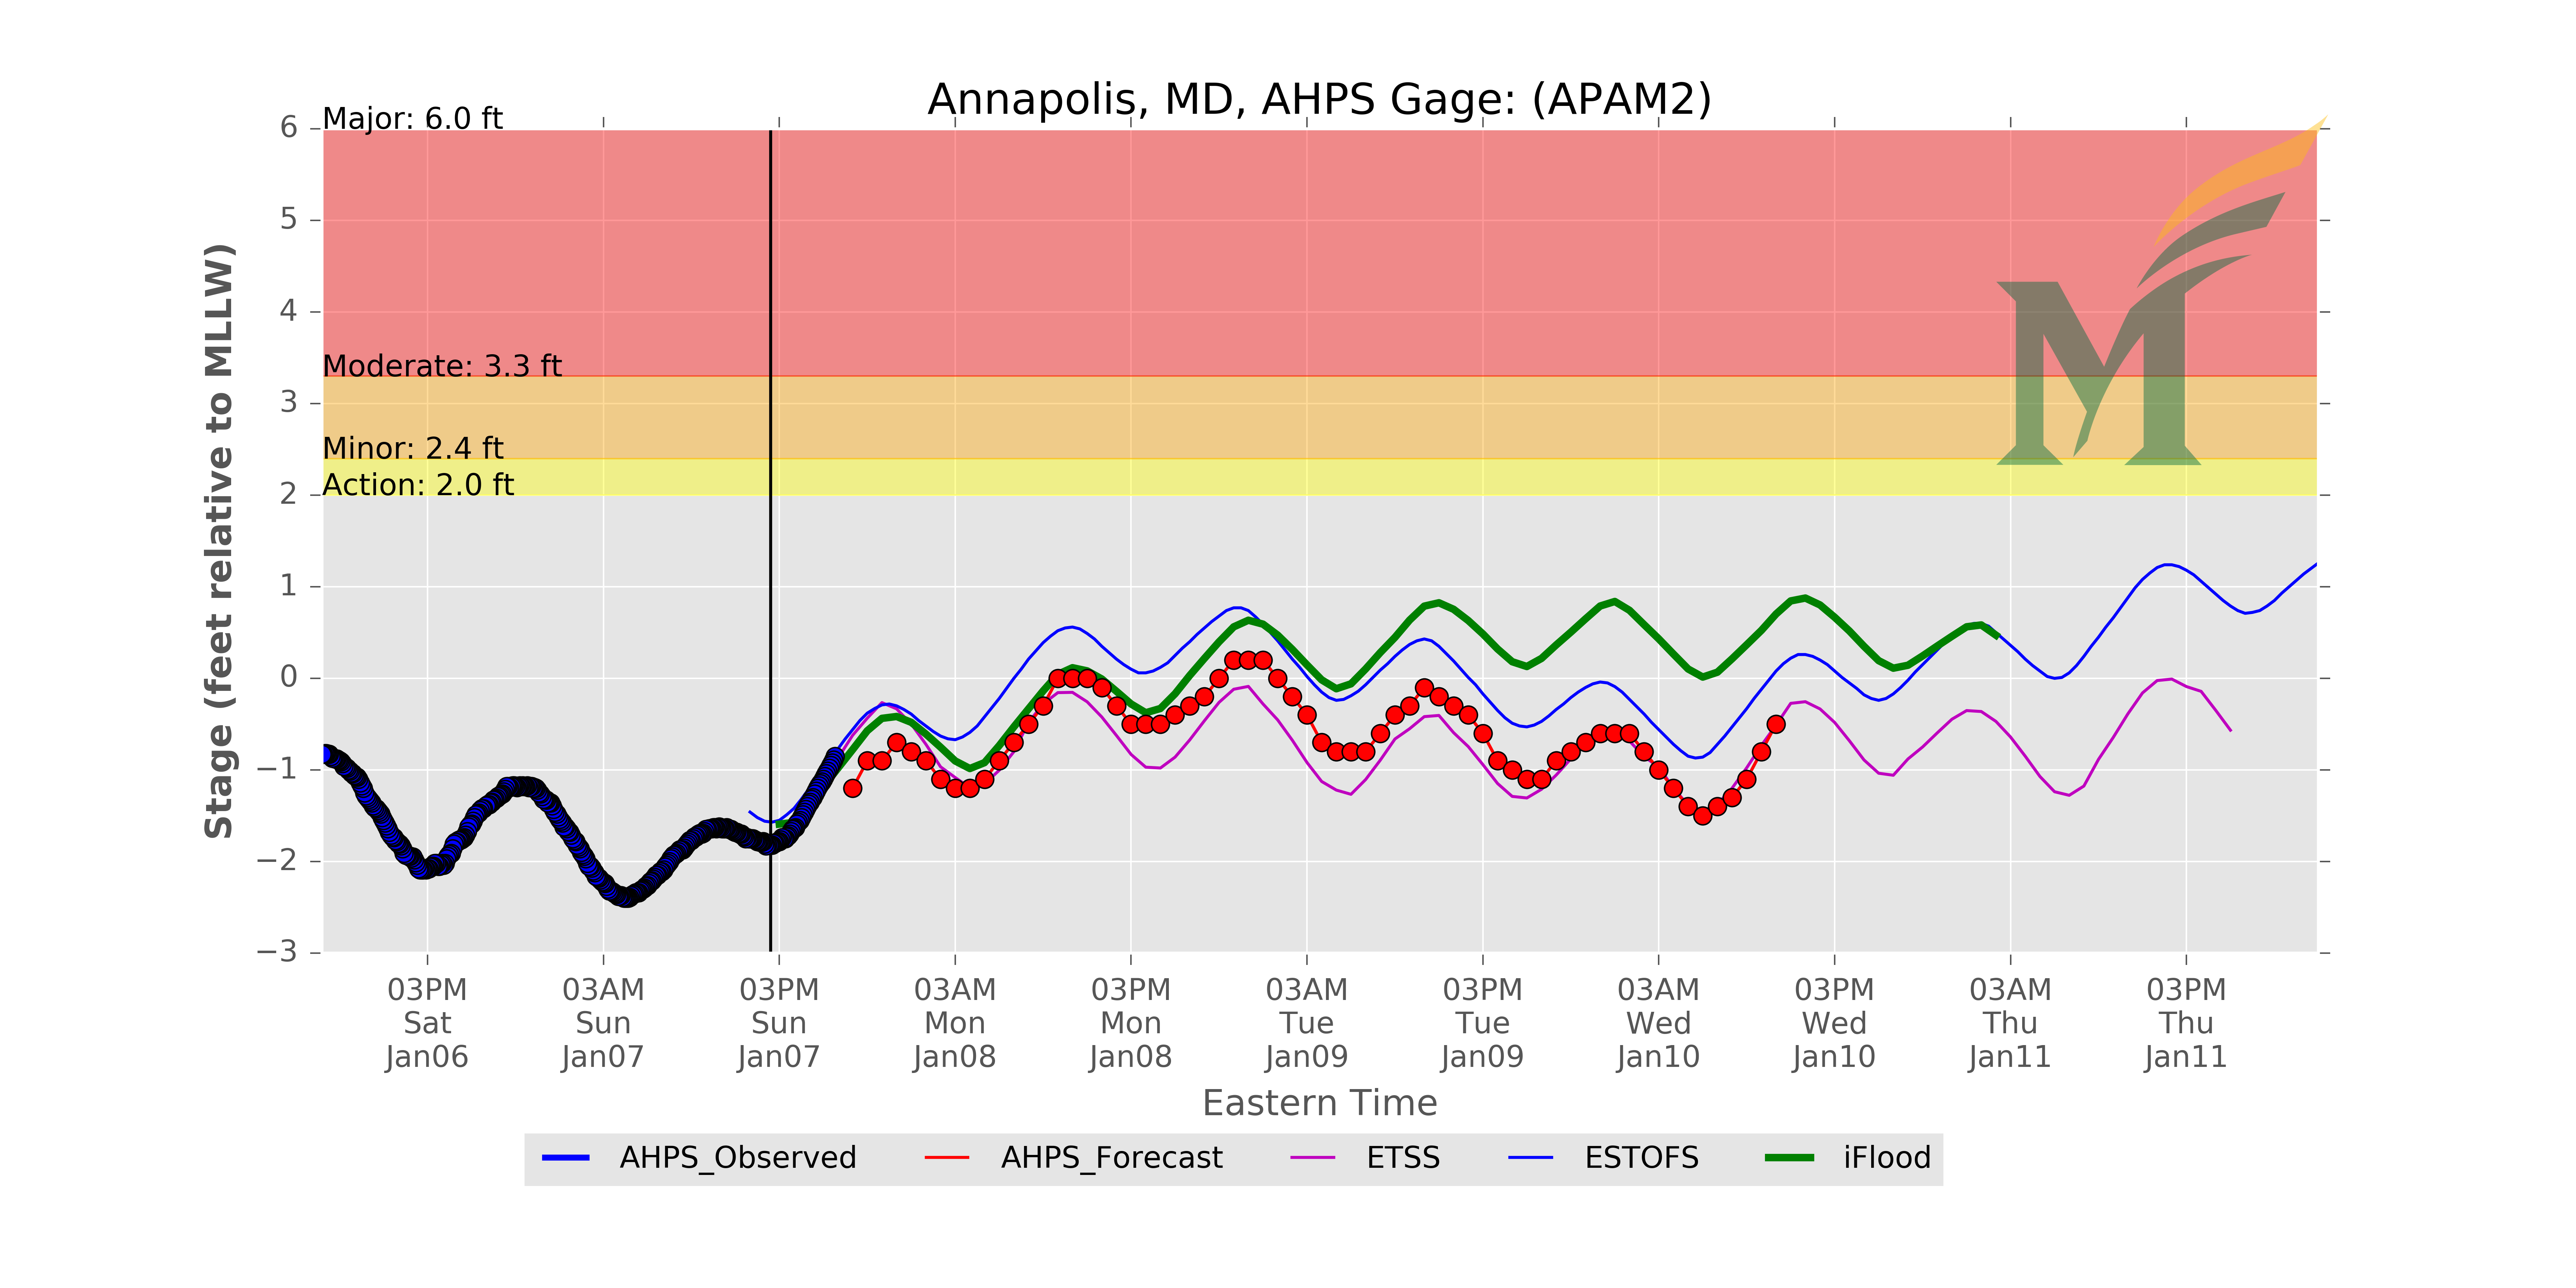 Annapolis, MD, AHPS Gage: (APAM2)
Major: 6.0 ft
Moderate: 3.3 ft
Minor: 2.4 ft
Action: 2.0 ft
6
5
4
3
2
1
0
−1
−2
−3
Stage (feet relative to MLLW)
03PM
Sat
Jan06
03AM
Sun
Jan07
03PM
Sun
Jan07
03AM
Mon
Jan08
03PM
Mon
Jan08
03AM
Tue
Jan09
03PM
Tue
Jan09
03AM
Wed
Jan10
03PM
Wed
Jan10
03AM
Thu
Jan11
03PM
Thu
Jan11
Eastern Time
AHPS_Observed
AHPS_Forecast
ETSS
ESTOFS
iFlood